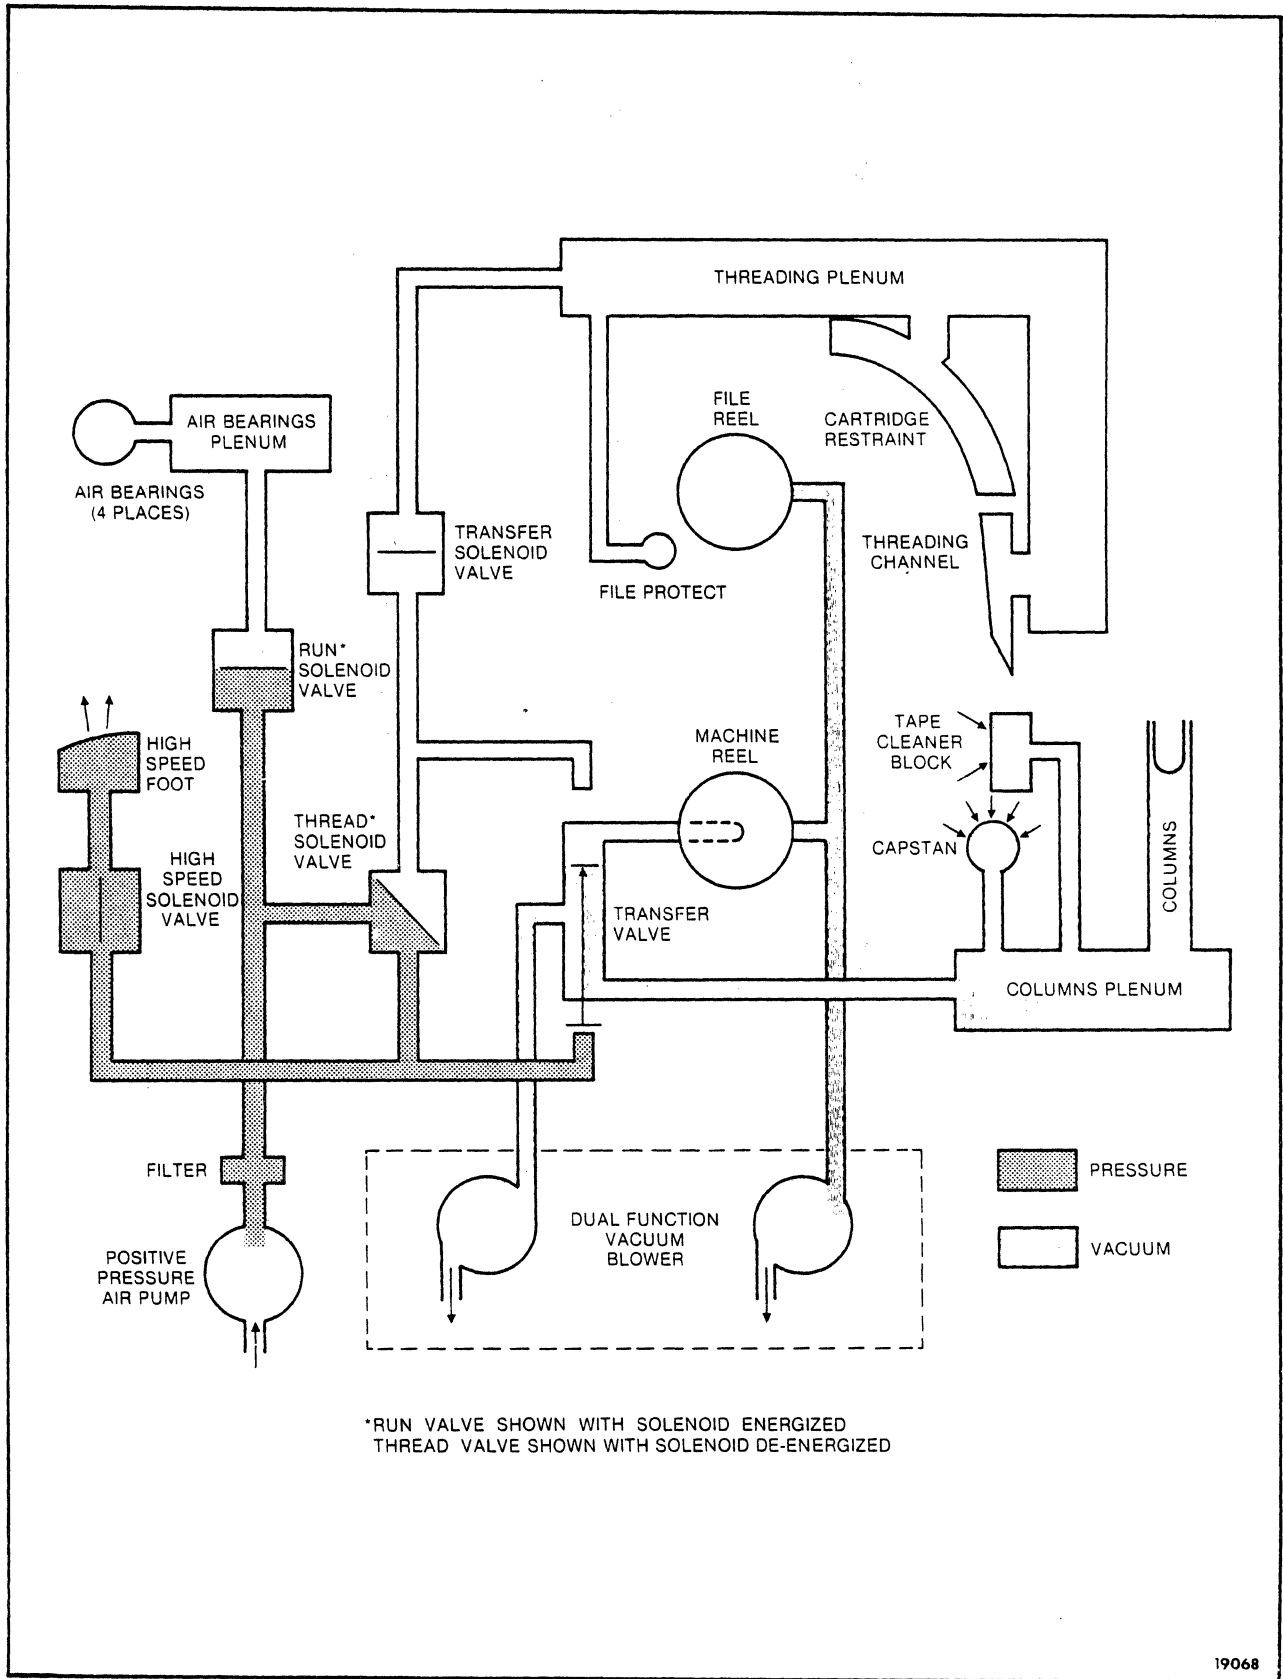 THREADING PLENUM
FILE
REEL
CARTRIDGE
RESTRAINT
AIR BEARINGS
PLENUM
AIR BEARINGS
(4 PLACES)
TRANSFER
SOLENOID
VALVE
THREADING
CHANNEL
FILE PROTECT
RUN*
SOLENOID
VALVE
HIGH
SPEED
FOOT
MACHINE
REEL
TAPE
CLEANER
BLOCK
THREAD*
SOLENOID
VALVE
CAPSTAN
COLUMNS
HIGH
SPEED
SOLENOID
VALVE
TRANSFER
VALVE
COLUMNS PLENUM
FILTER
PRESSURE
DUAL FUNCTION
VACUUM
BLOWER
VACUUM
POSITIVE
PRESSURE
AIR PUMP
*RUN VALVE SHOWN WITH SOLENOID ENERGIZED
THREAD VALVE SHOWN WITH SOLENOID DE-ENERGIZED
19068